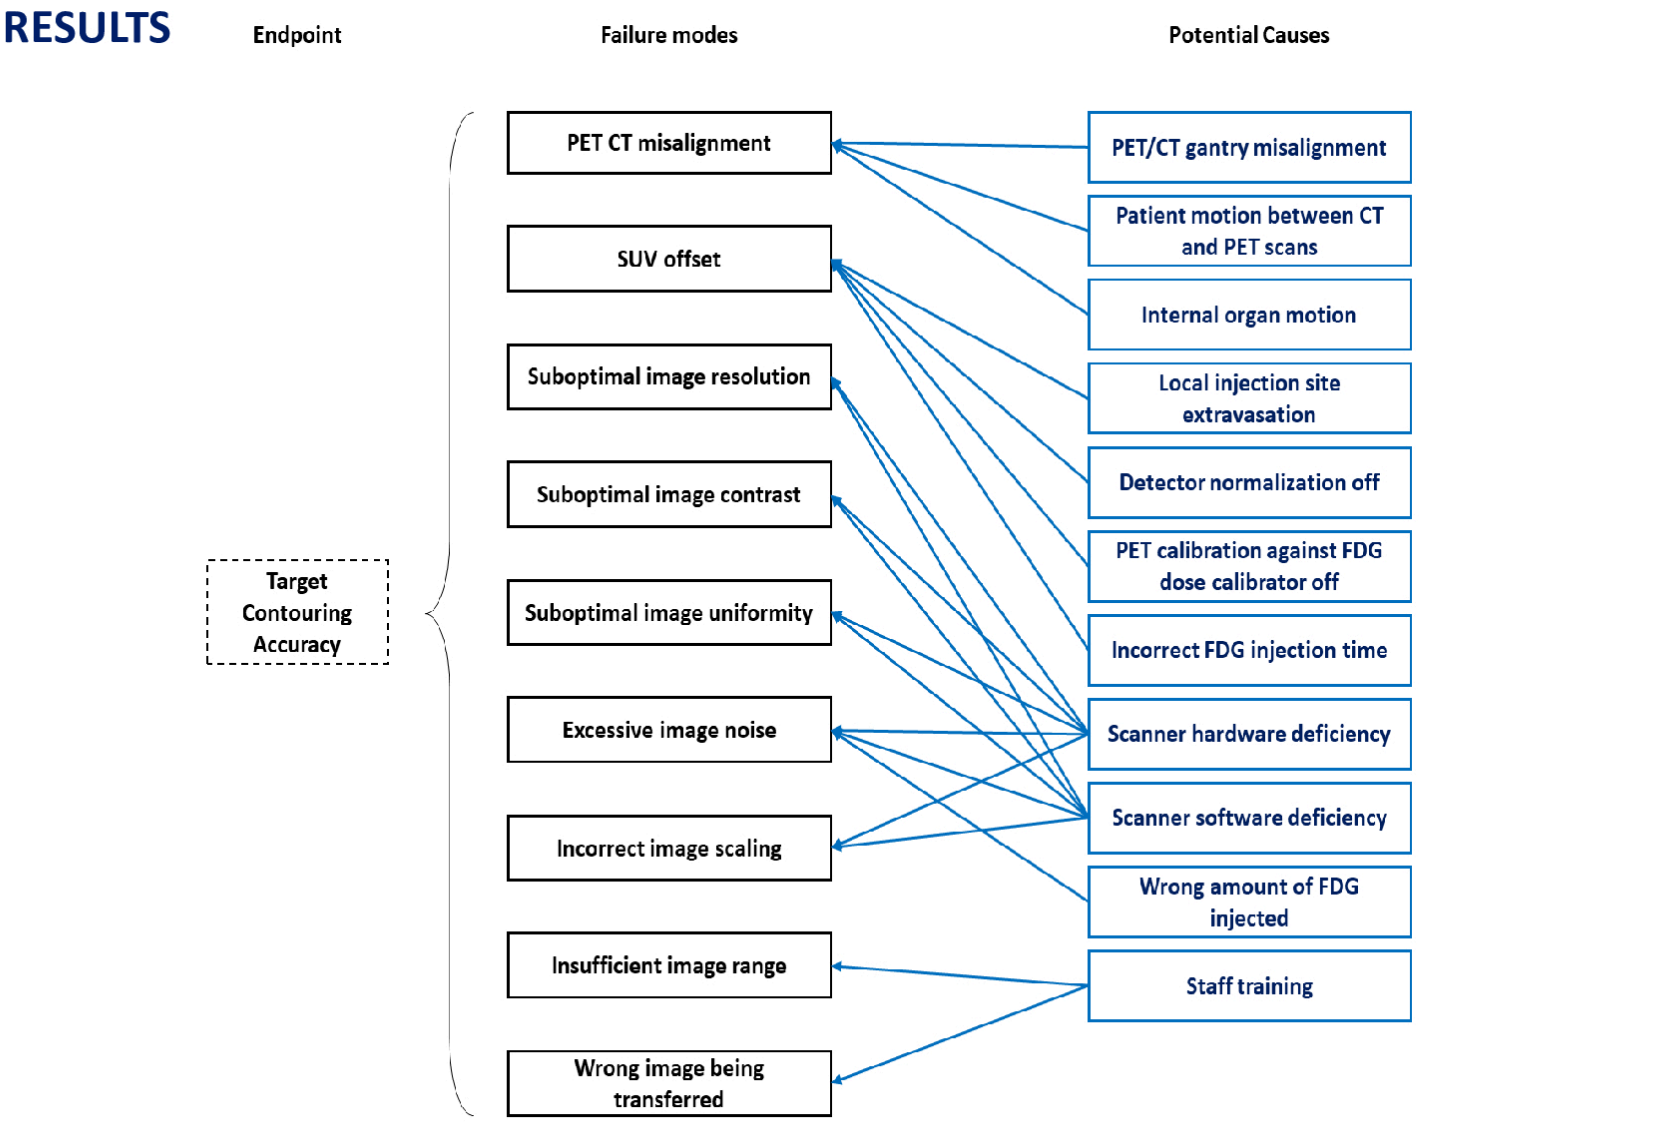 RESULTS
Endpoint
Failure modes
Potential Causes
Target
Contouring
Accuracy
PET CT misalignment
SUV offset
Suboptimal image resolution
Suboptimal image contrast
Suboptimal image uniformity
Excessive image noise
Incorrect image scaling
Insufficient image range
Wrong image being
transferred
PET/CT gantry misalignment
Patient motion between CT
and PET scans
Internal organ motion
Local injection site
extravasation
Detector normalization off
PET calibration against FDG
dose calibrator off
Incorrect FDG injection time
Scanner hardware deficiency
Scanner software deficiency
Wrong amount of FDG
injected
Staff training